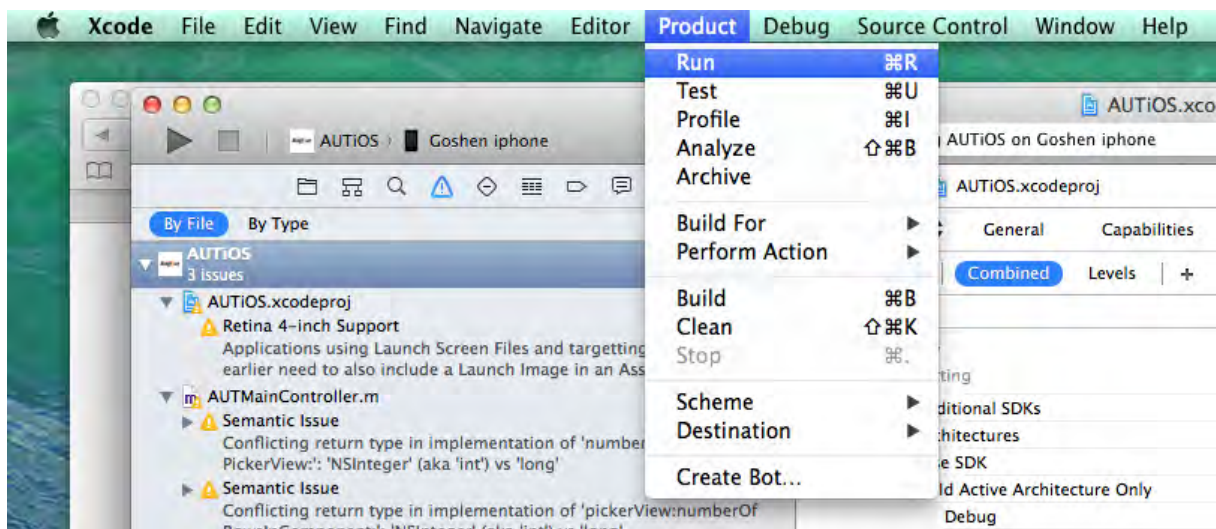 Xcode File Edit View Find Navigate Editor Product Debug Source Control Window Help
Run ⌘R
Test ⌘U
Profile ⌘I
Analyze ⇧⌘B
Archive
Build For
Perform Action
Build ⌘B
Clean ⇧⌘K
Stop ⌘.
Scheme
Destination
Create Bot...
AUTiOS.xco
AUTiOS Goshen iphone
AUTiOS on Goshen iphone
AUTiOS.xcodeproj
By File By Type
General Capabilities
AUTiOS
3 issues
Combined Levels +
AUTiOS.xcodeproj
Retina 4-inch Support
Applications using Launch Screen Files and targetting
earlier need to also include a Launch Image in an Ass
AUTMainController.m
Semantic Issue
Conflicting return type in implementation of 'number
PickerView:': 'NSInteger' (aka 'int') vs 'long'
Semantic Issue
Conflicting return type in implementation of 'pickerView:numberOf
ting
ditional SDKs
hitectures
e SDK
ld Active Architecture Only
Debug